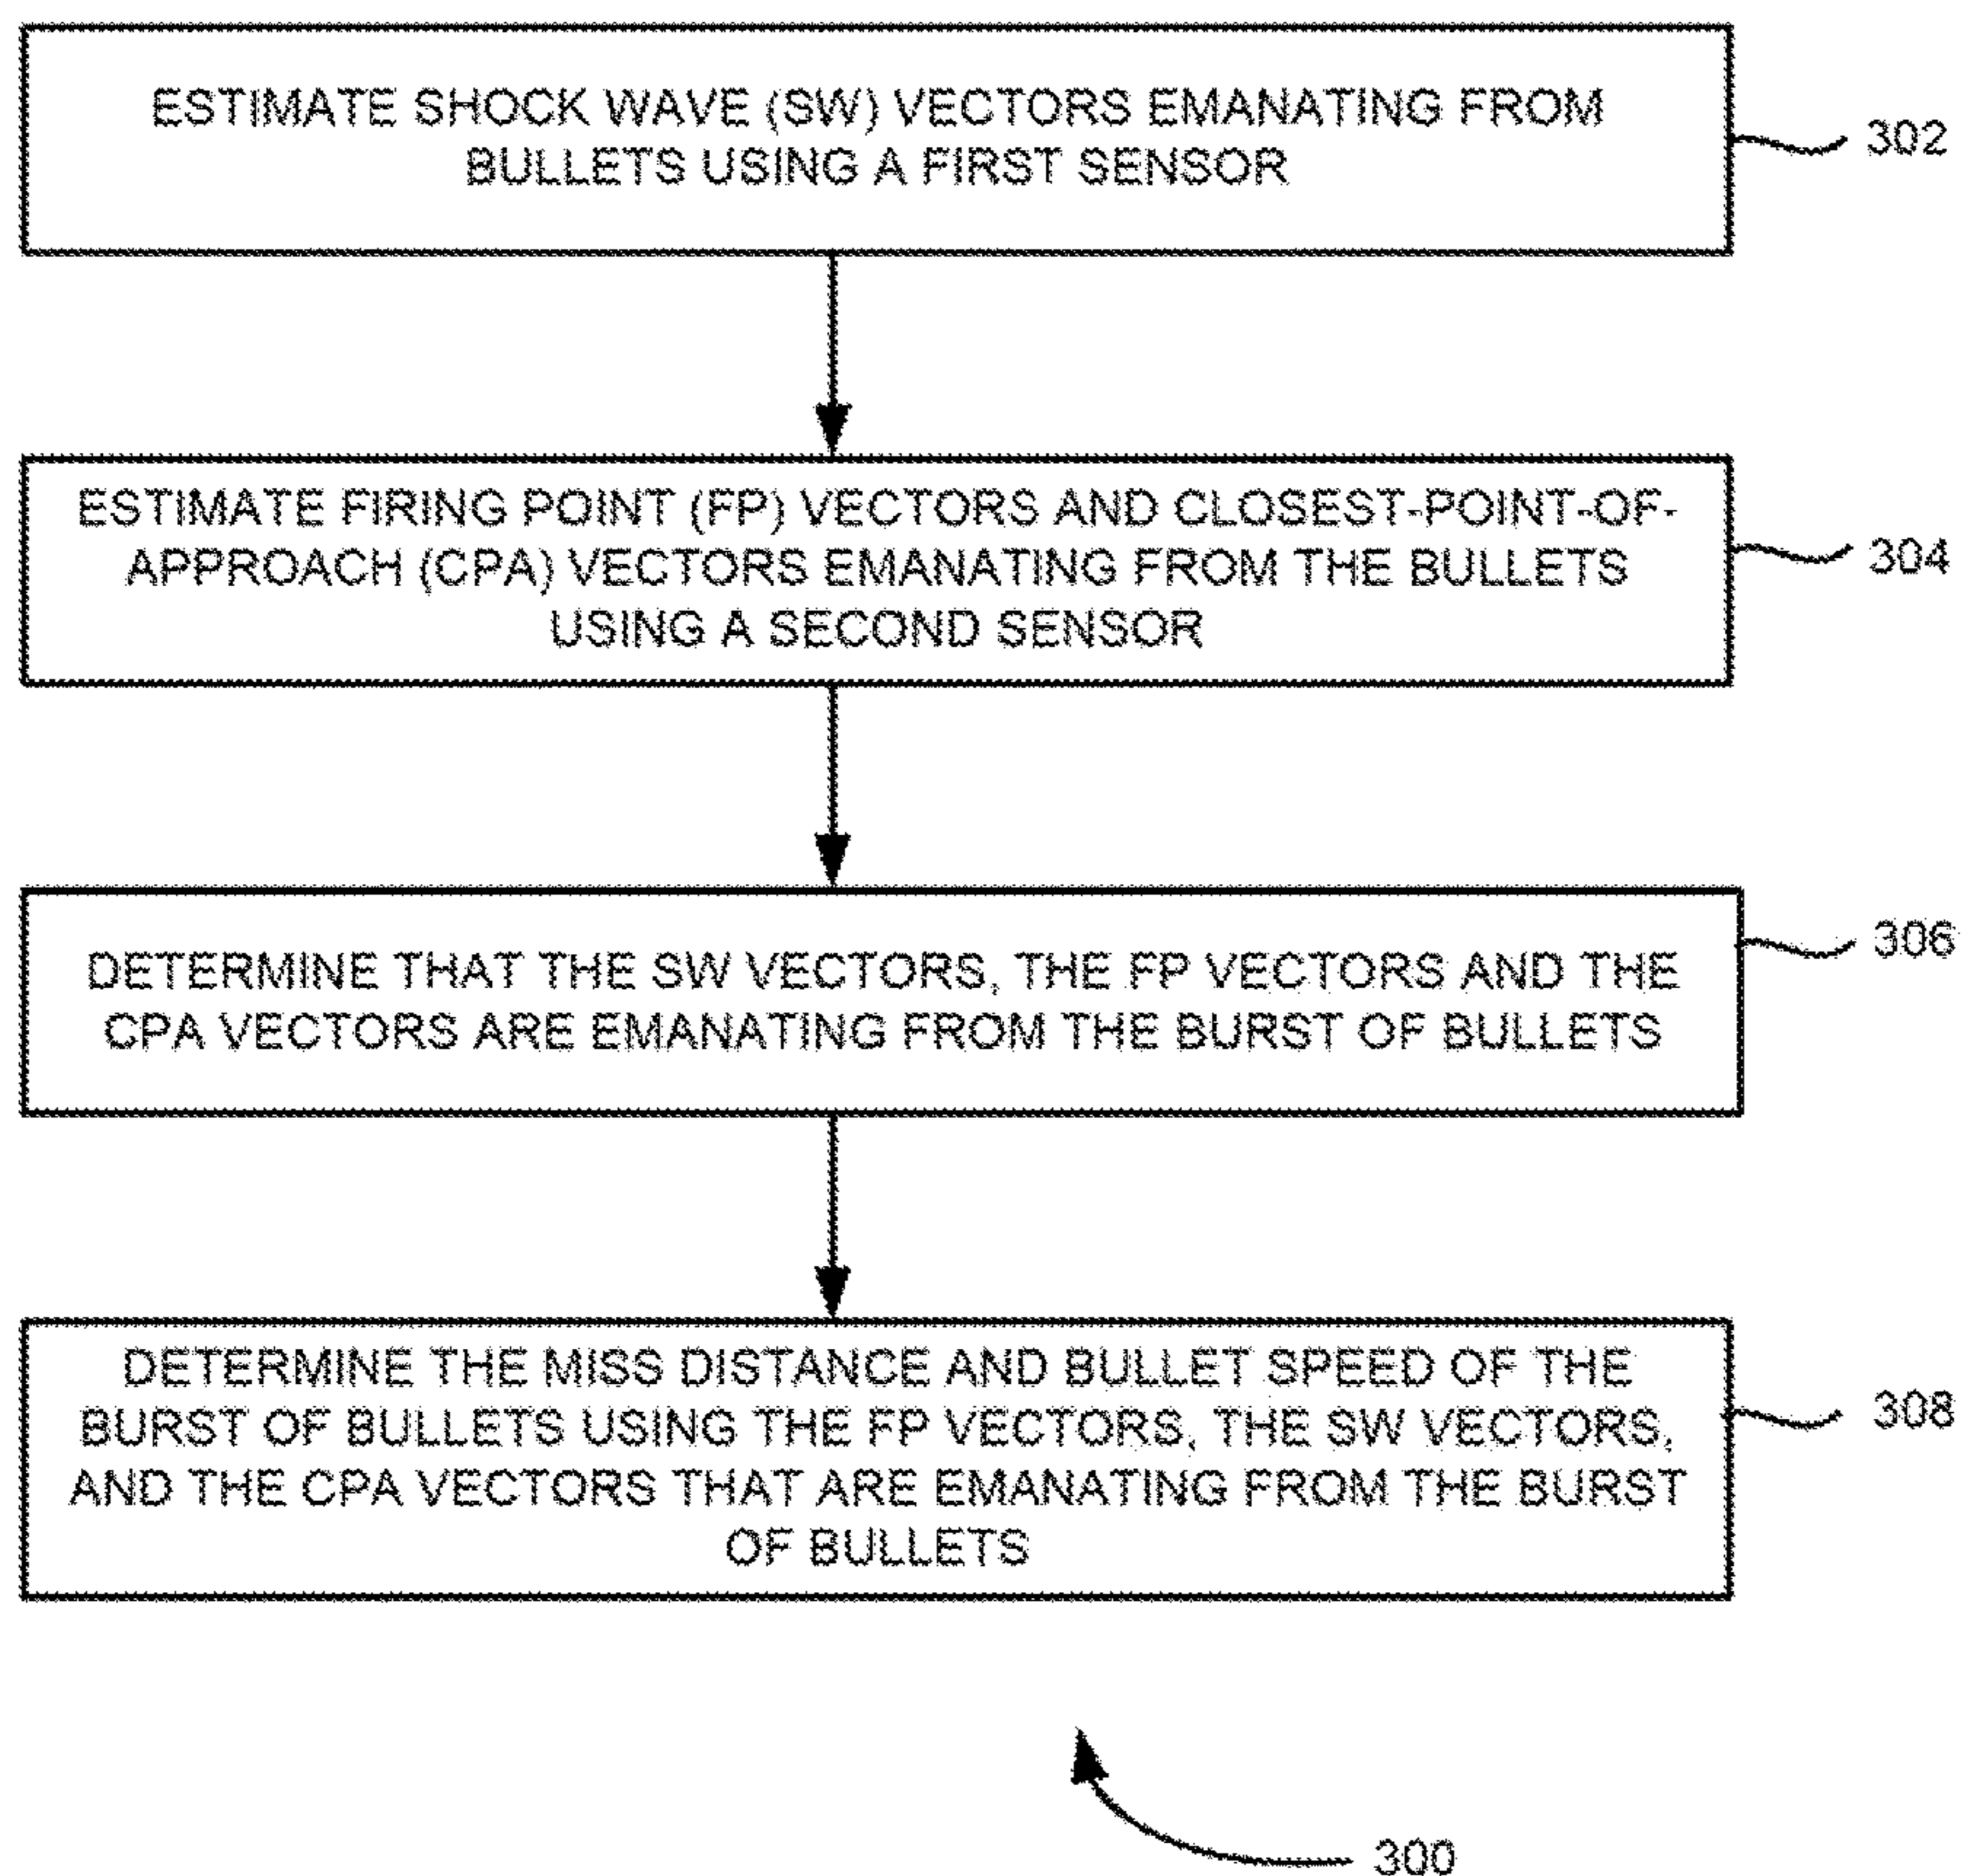 ESTIMATE SHOCK WAVE (SW) VECTORS EMANATING FROM
BULLETS USING A FIRST SENSOR
302
ESTIMATE FIRING POINT (FP) VECTORS AND CLOSEST-POINT-OF-
APPROACH (CPA) VECTORS EMANATING FROM THE BULLETS
USING A SECOND SENSOR
304
DETERMINE THAT THE SW VECTORS, THE FP VECTORS AND THE
CPA VECTORS ARE EMANATING FROM THE BURST OF BULLETS
306
DETERMINE THE MISS DISTANCE AND BULLET SPEED OF THE
BURST OF BULLETS USING THE FP VECTORS, THE SW VECTORS,
AND THE CPA VECTORS THAT ARE EMANATING FROM THE BURST
OF BULLETS
308
300